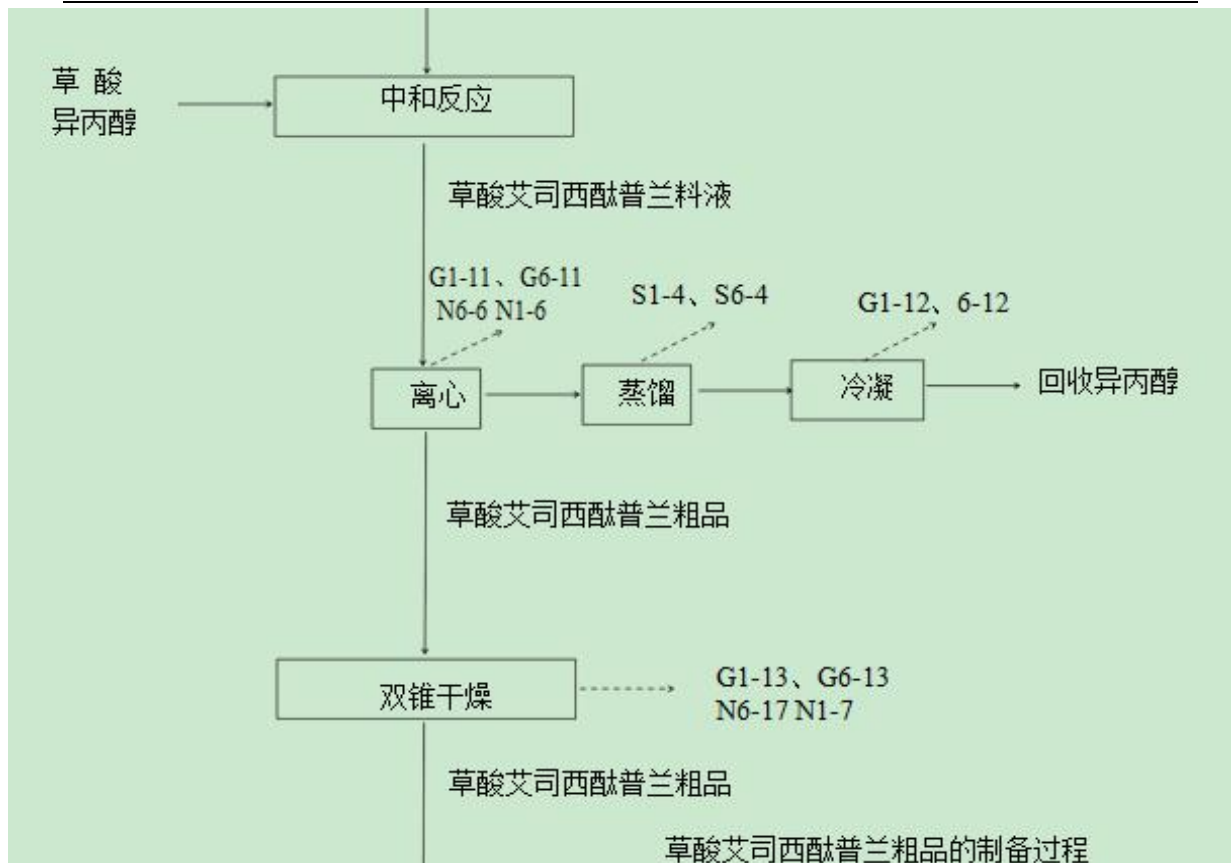 草 酸
异丙醇
中和反应
草酸艾司西酞普兰料液
G1-11、G6-11
N6-6 N1-6
S1-4、S6-4
G1-12、6-12
离心
蒸馏
冷凝
回收异丙醇
草酸艾司西酞普兰粗品
双锥干燥
G1-13、G6-13
N6-17 N1-7
草酸艾司西酞普兰粗品
草酸艾司西酞普兰粗品的制备过程